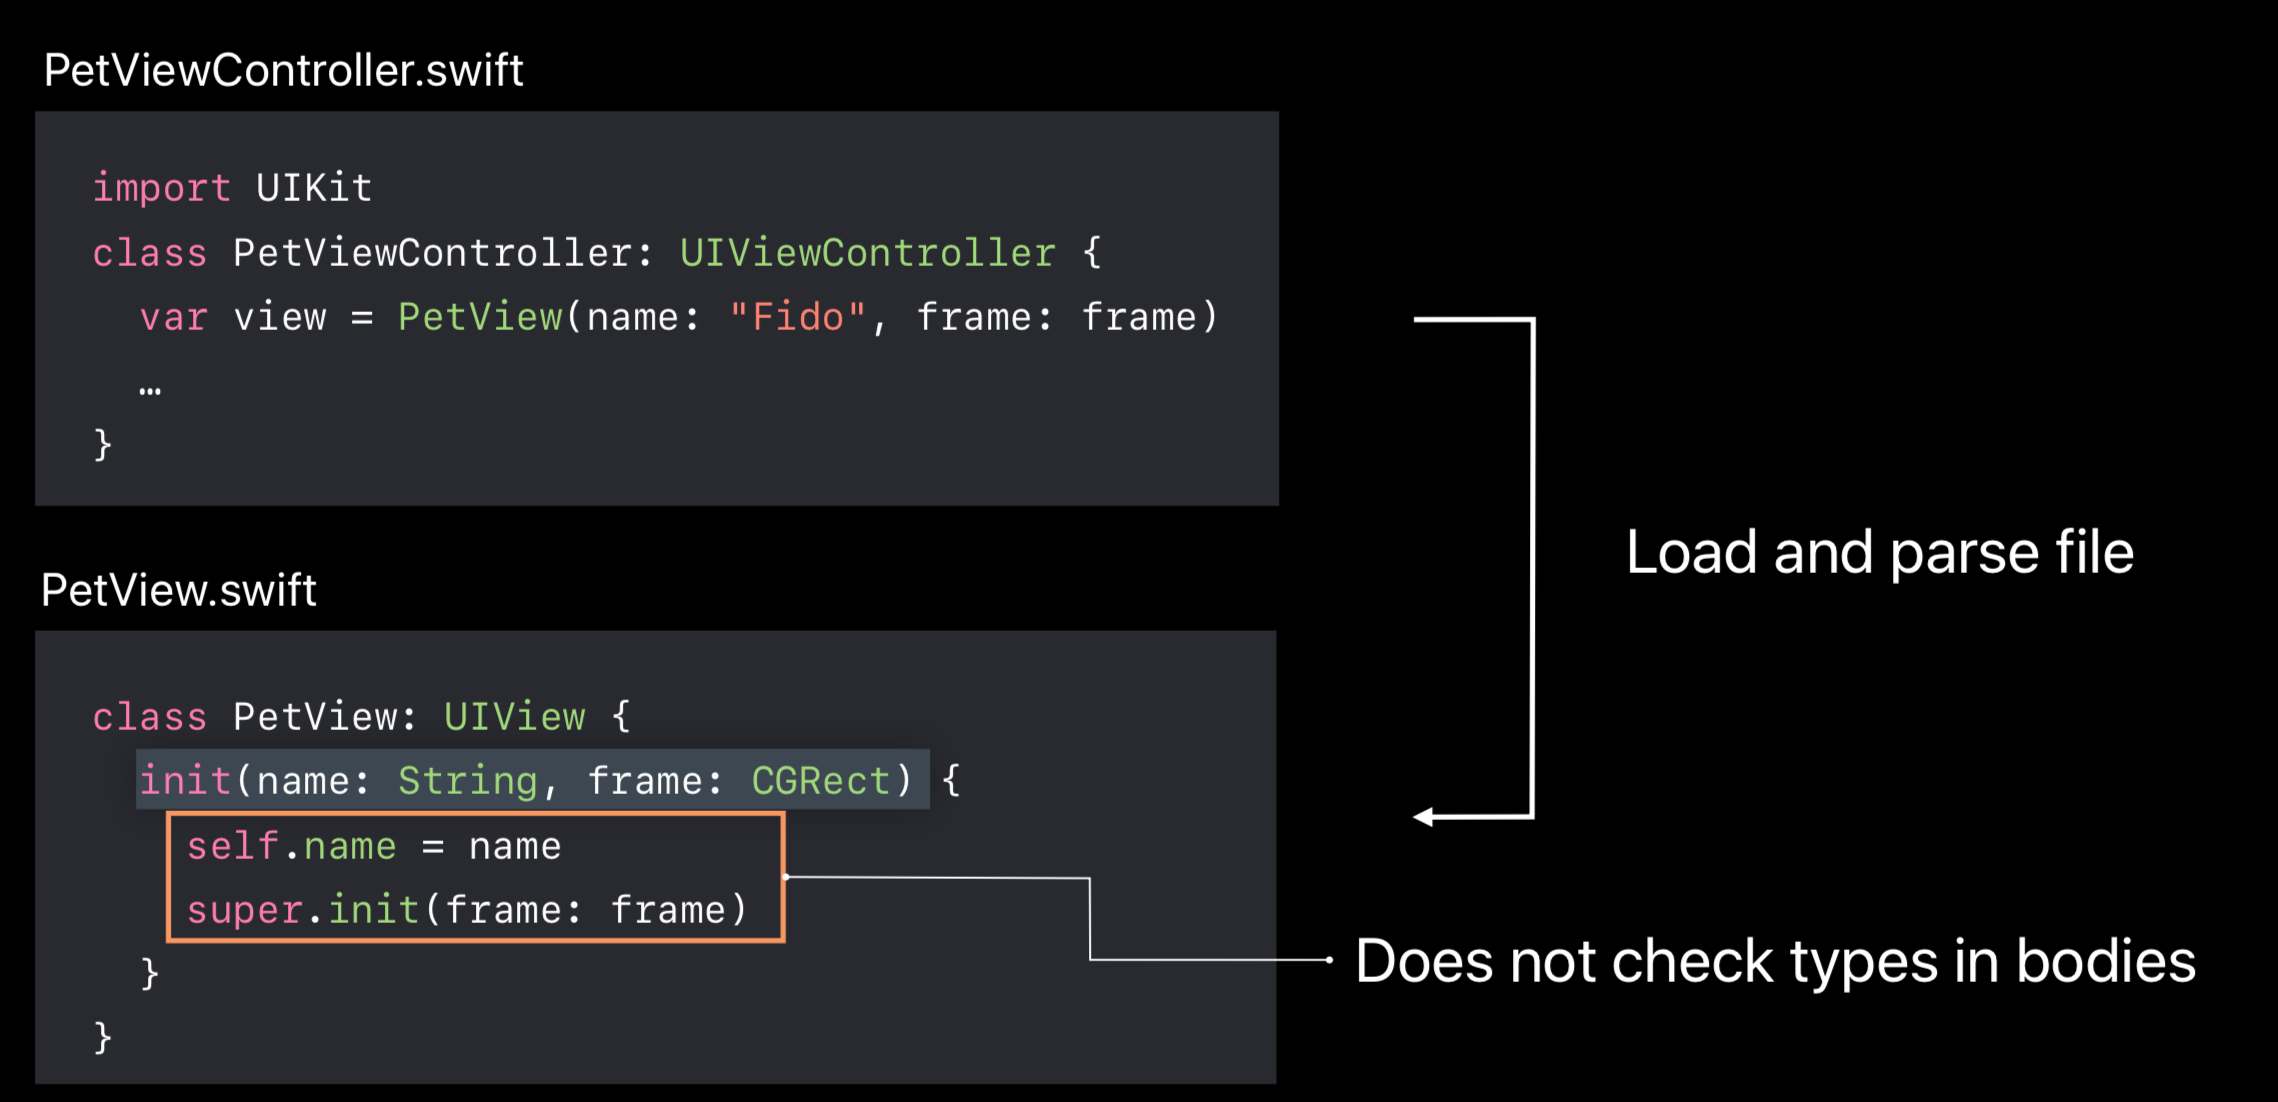 PetViewController.swift
import UIKit
class PetViewController: UIViewController {
var view = PetView(name: "Fido", frame: frame)
…
}
Load and parse file
PetView.swift
class PetView: UIView {
init(name: String, frame: CGRect) {
self.name = name
super.init(frame: frame)
}
}
Does not check types in bodies